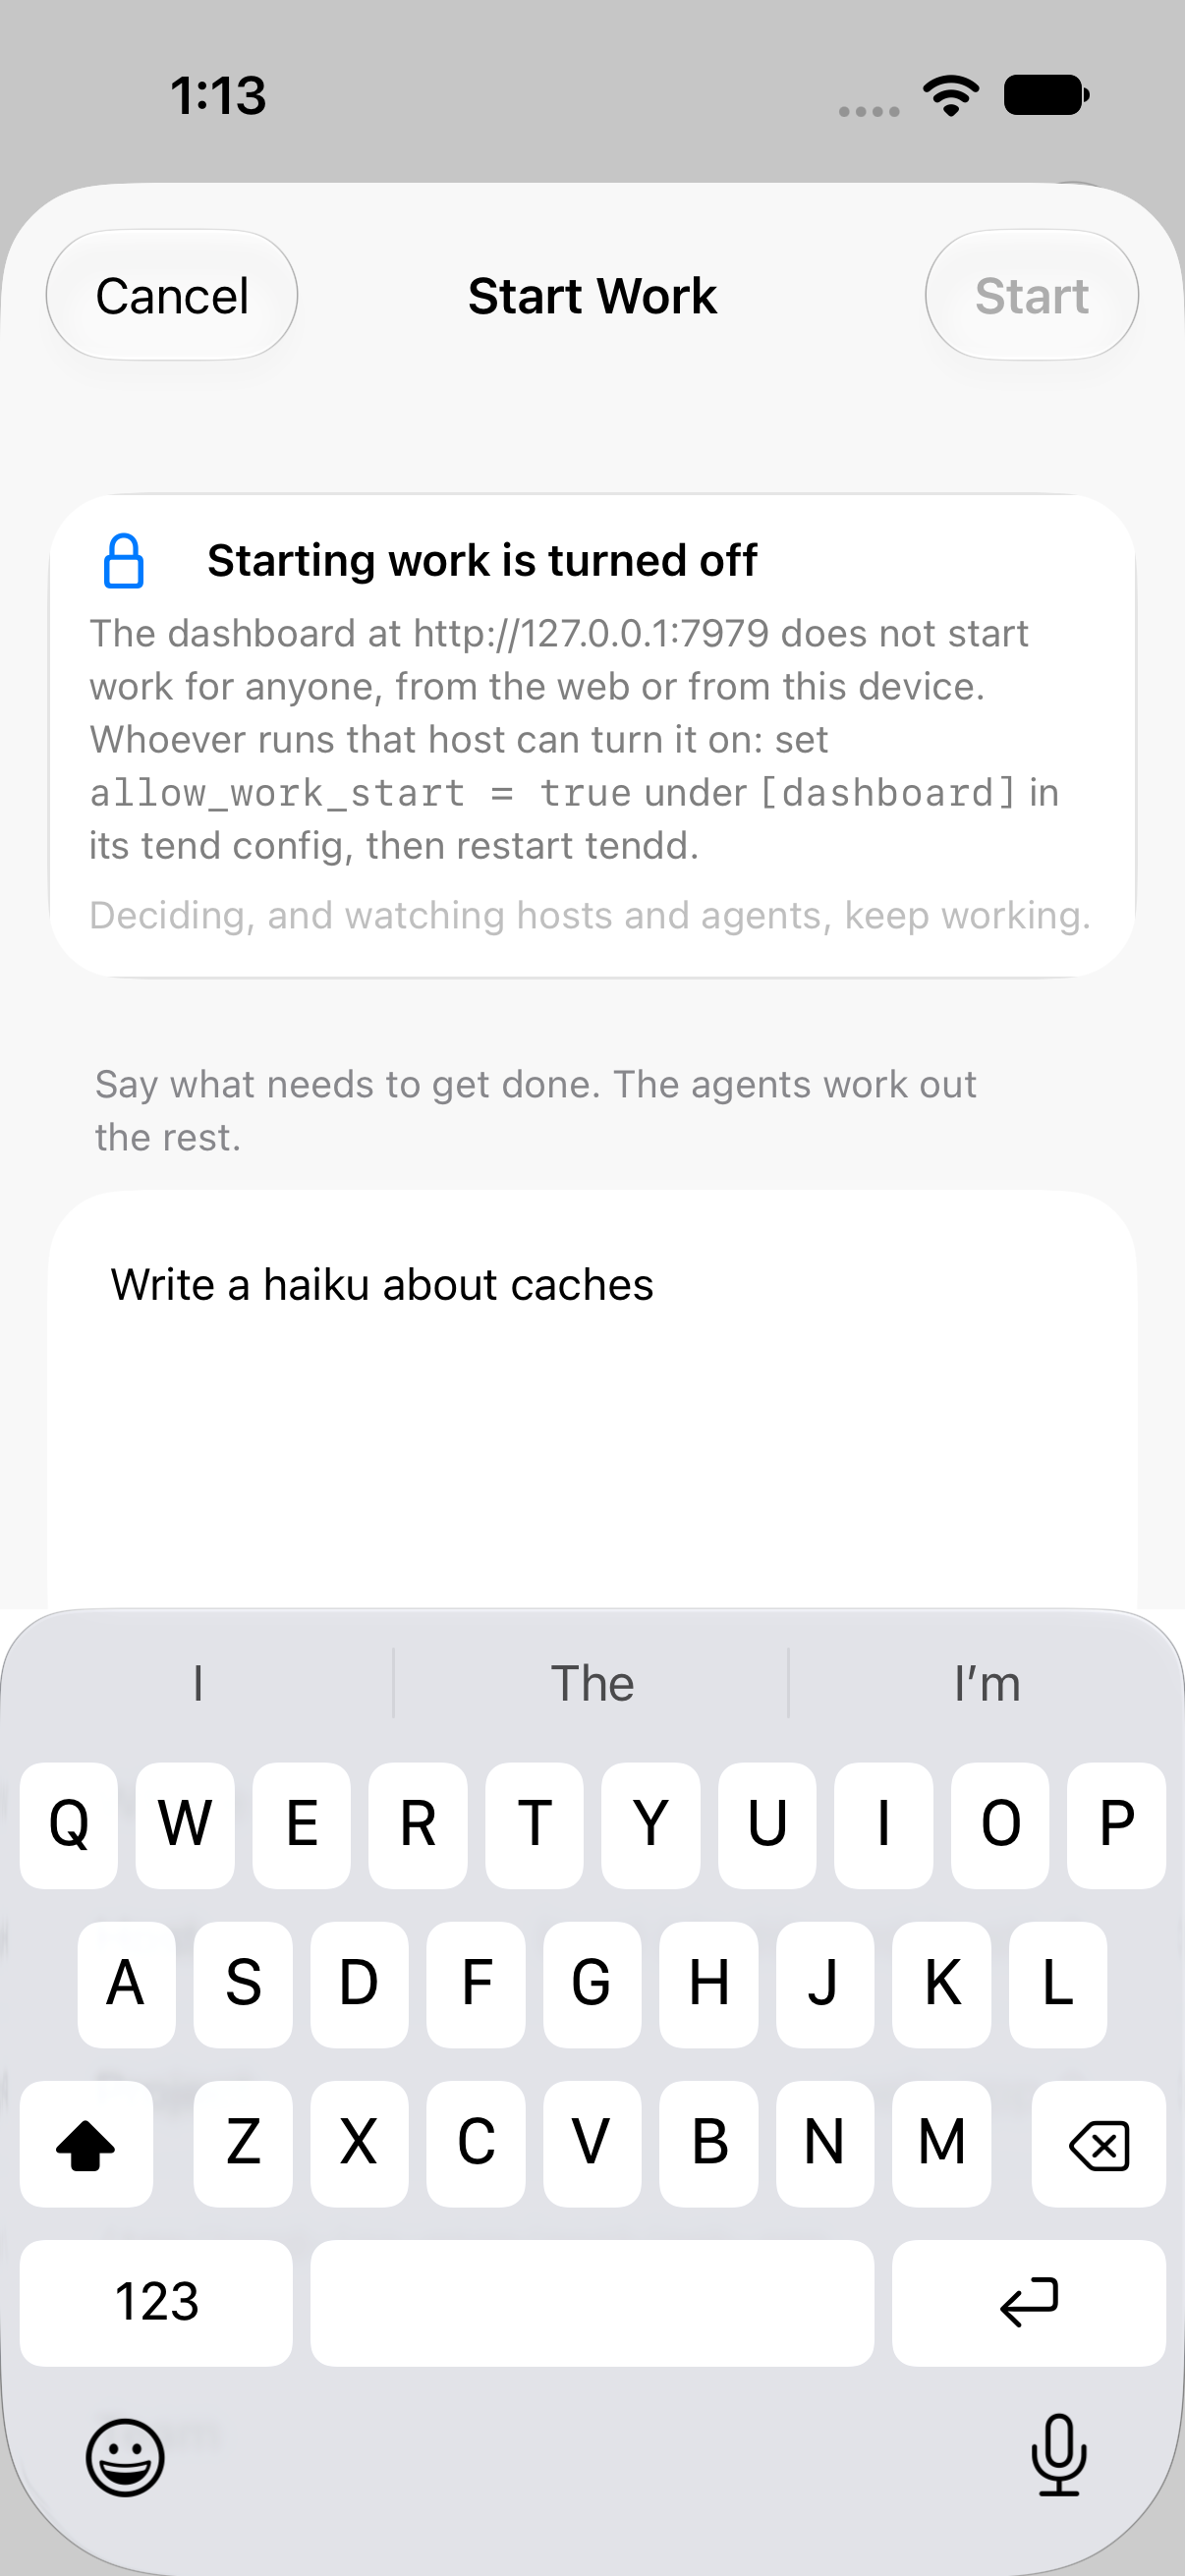 1:13
Cancel
Start Work
Start
Starting work is turned off
The dashboard at http://127.0.0.1:7979 does not start
work for anyone, from the web or from this device.
Whoever runs that host can turn it on: set
allow_work_start = true under [dashboard] in
its tend config, then restart tendd.
Deciding, and watching hosts and agents, keep working.
Say what needs to get done. The agents work out
the rest.
Write a haiku about caches
I
The
I’m
Q W E R T Y U I O P
A S D F G H J K L
Z X C V B N M
123